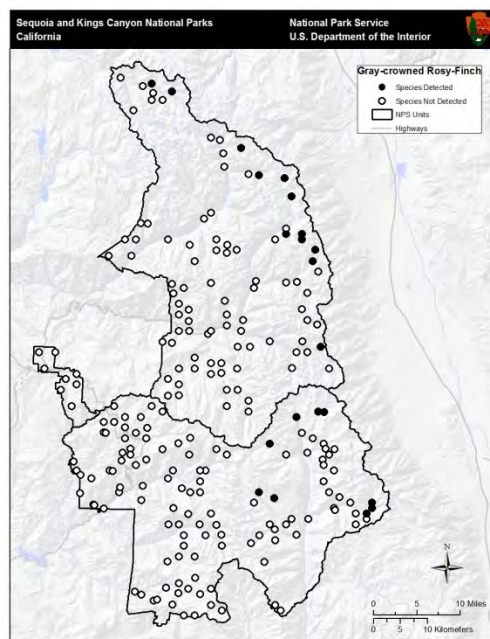 Sequoia and Kings Canyon National Parks
California
National Park Service
U.S. Department of the Interior
Gray-crowned Rosy-Finch
Species Detected
Species Not Detected
NPS Units
Highways
N
0 10 Miles
0 5 10 Kilometers